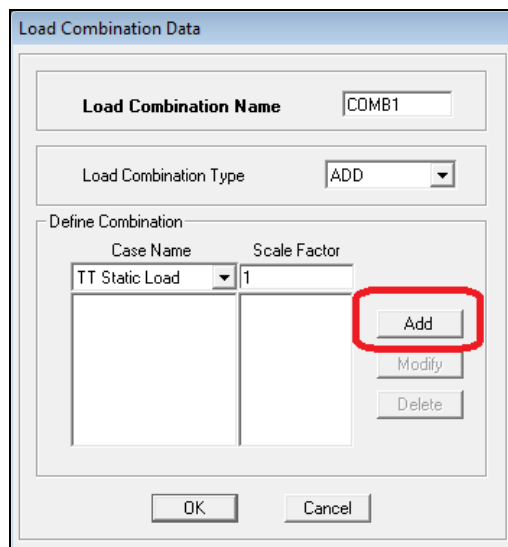 Load Combination Data
Load Combination Name COMB1
Load Combination Type ADD
Define Combination
Case Name Scale Factor
TT Static Load 1
Add
Modify
Delete
OK Cancel